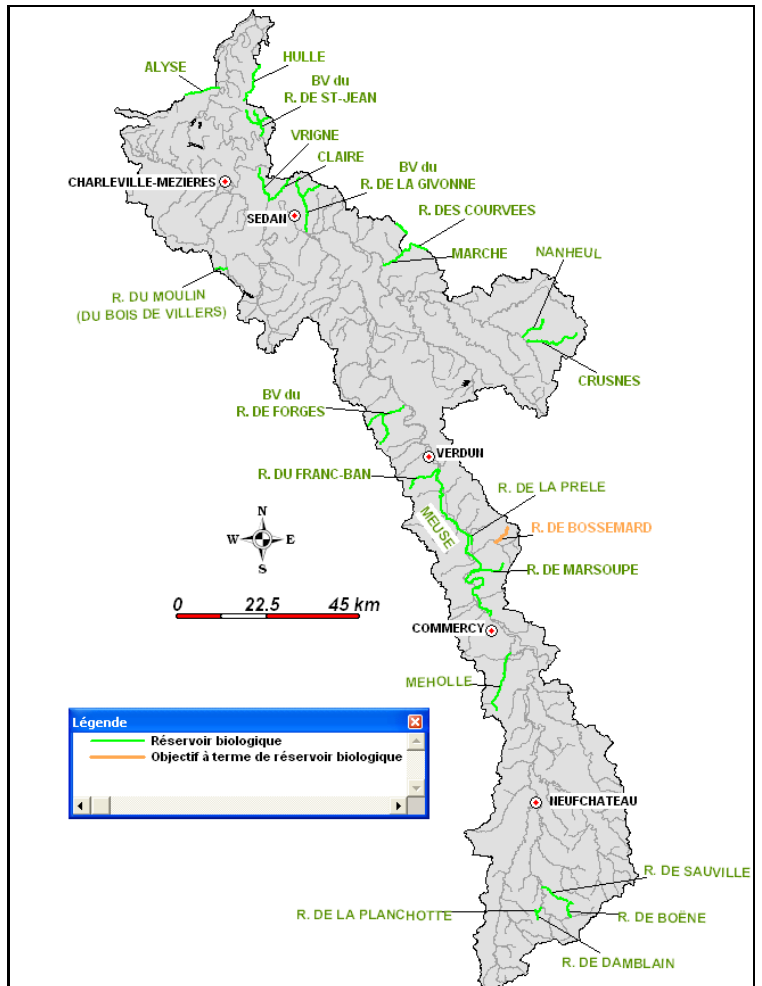 HULLE
ALYSE
BV du
R. DE ST-JEAN
VRIGNE
CLAIRE
BV du
R. DE LA GIVONNE
CHARLEVILLE-MEZIERES
SEDAN
R. DES COURVEES
MARCHE
NANHEUL
R. DU MOULIN
(DU BOIS DE VILLERS)
CRUSNES
BV du
R. DE FORGES
VERDUN
R. DU FRANC-BAN
R. DE LA PRELE
MEUSE
R. DE BOSSEMARD
N
W
E
S
R. DE MARSOUPE
0 22.5 45 km
COMMERCY
MEHOLLE
Légende
Réservoir biologique
Objectif à terme de réservoir biologique
NEUFCHATEAU
R. DE SAUVILLE
R. DE LA PLANCHOTTE
R. DE BOËNE
R. DE DAMBLAIN